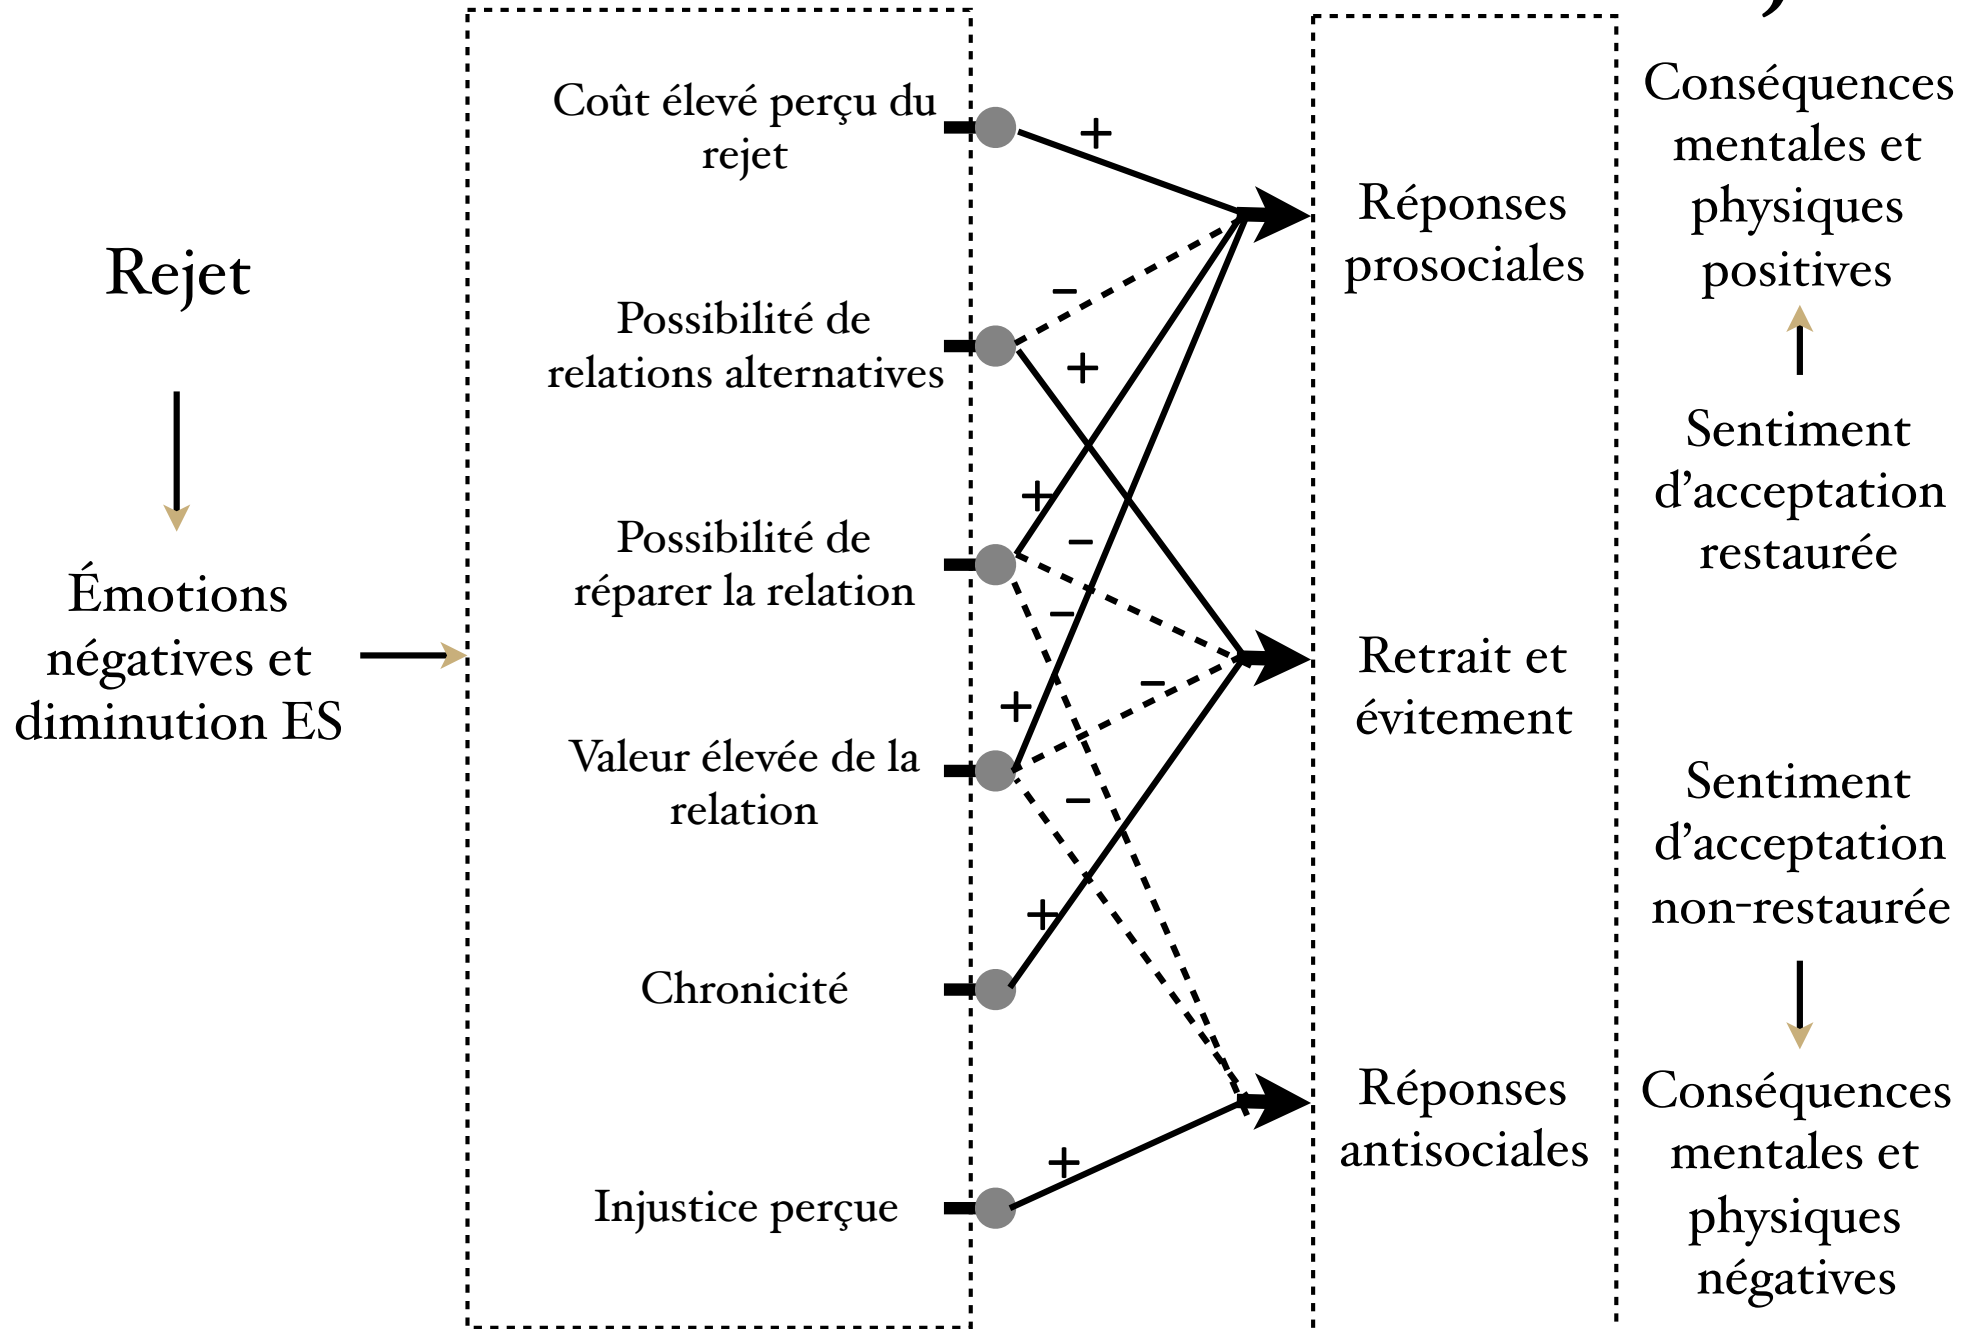 Rejet
Émotions
négatives et
diminution ES
Coût élevé perçu du
rejet
Possibilité de
relations alternatives
Possibilité de
réparer la relation
Valeur élevée de la
relation
Chronicité
Injustice perçue
+
–
+
+
–
–
+
–
–
+
+
Réponses
prosociales
Retrait et
évitement
Réponses
antisociales
Conséquences
mentales et
physiques
positives
Sentiment
d’acceptation
restaurée
Sentiment
d’acceptation
non-restaurée
Conséquences
mentales et
physiques
négatives